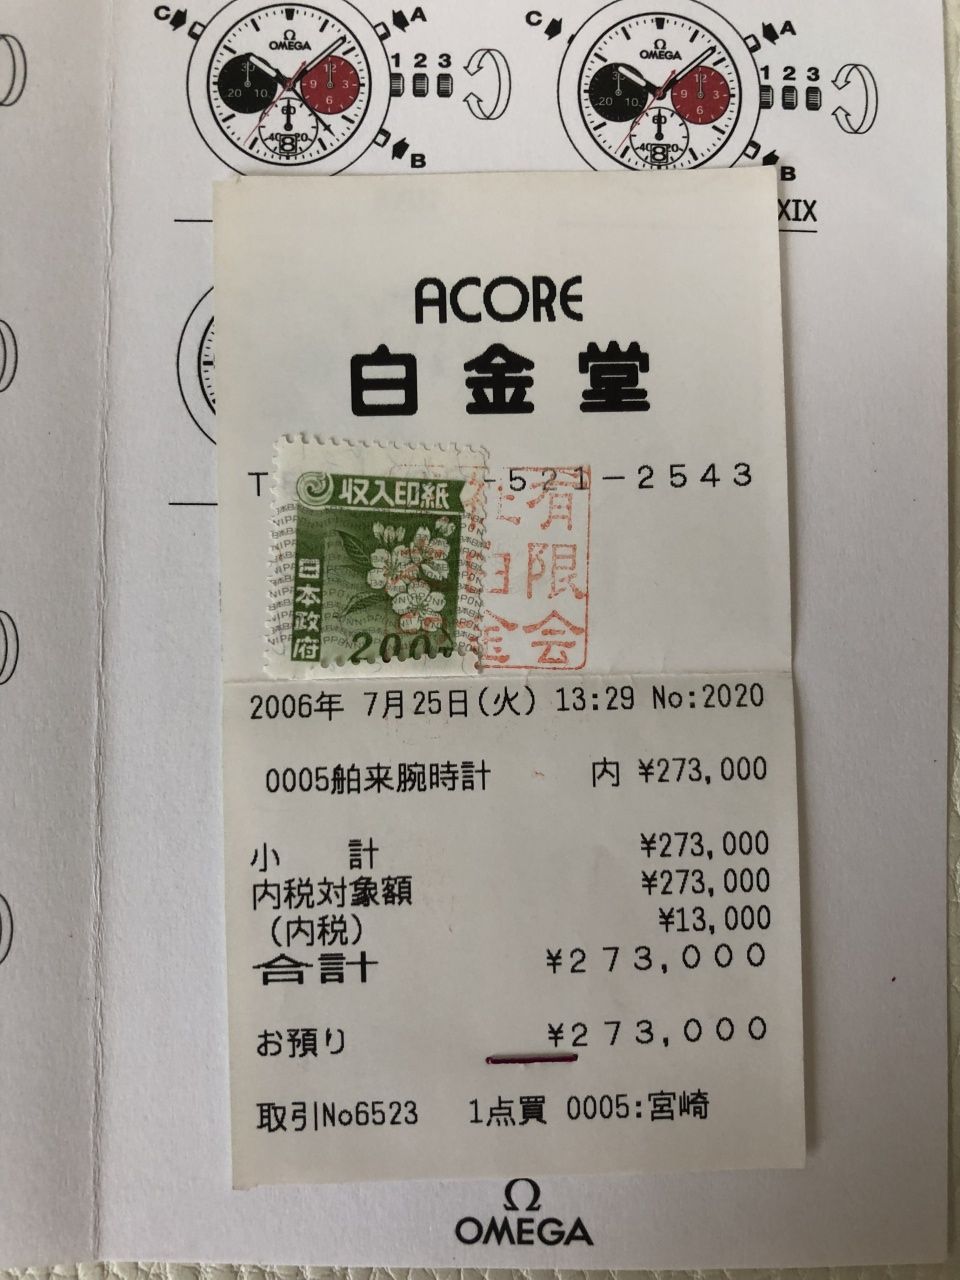 C A
Ω
OMEGA
1 2 3
B
C A
Ω
OMEGA
1 2 3
B
XIX
ACORE
白金堂
T -521-2543
収入印紙
日本政府
200
有限会
2006年 7月25日(火) 13:29 No:2020
0005舶来腕時計 内 ¥273,000
小 計 ¥273,000
内税対象額 ¥273,000
(内税) ¥13,000
合計 ¥273,000
お預り ¥273,000
取引No6523 1点買 0005:宮崎
Ω
OMEGA